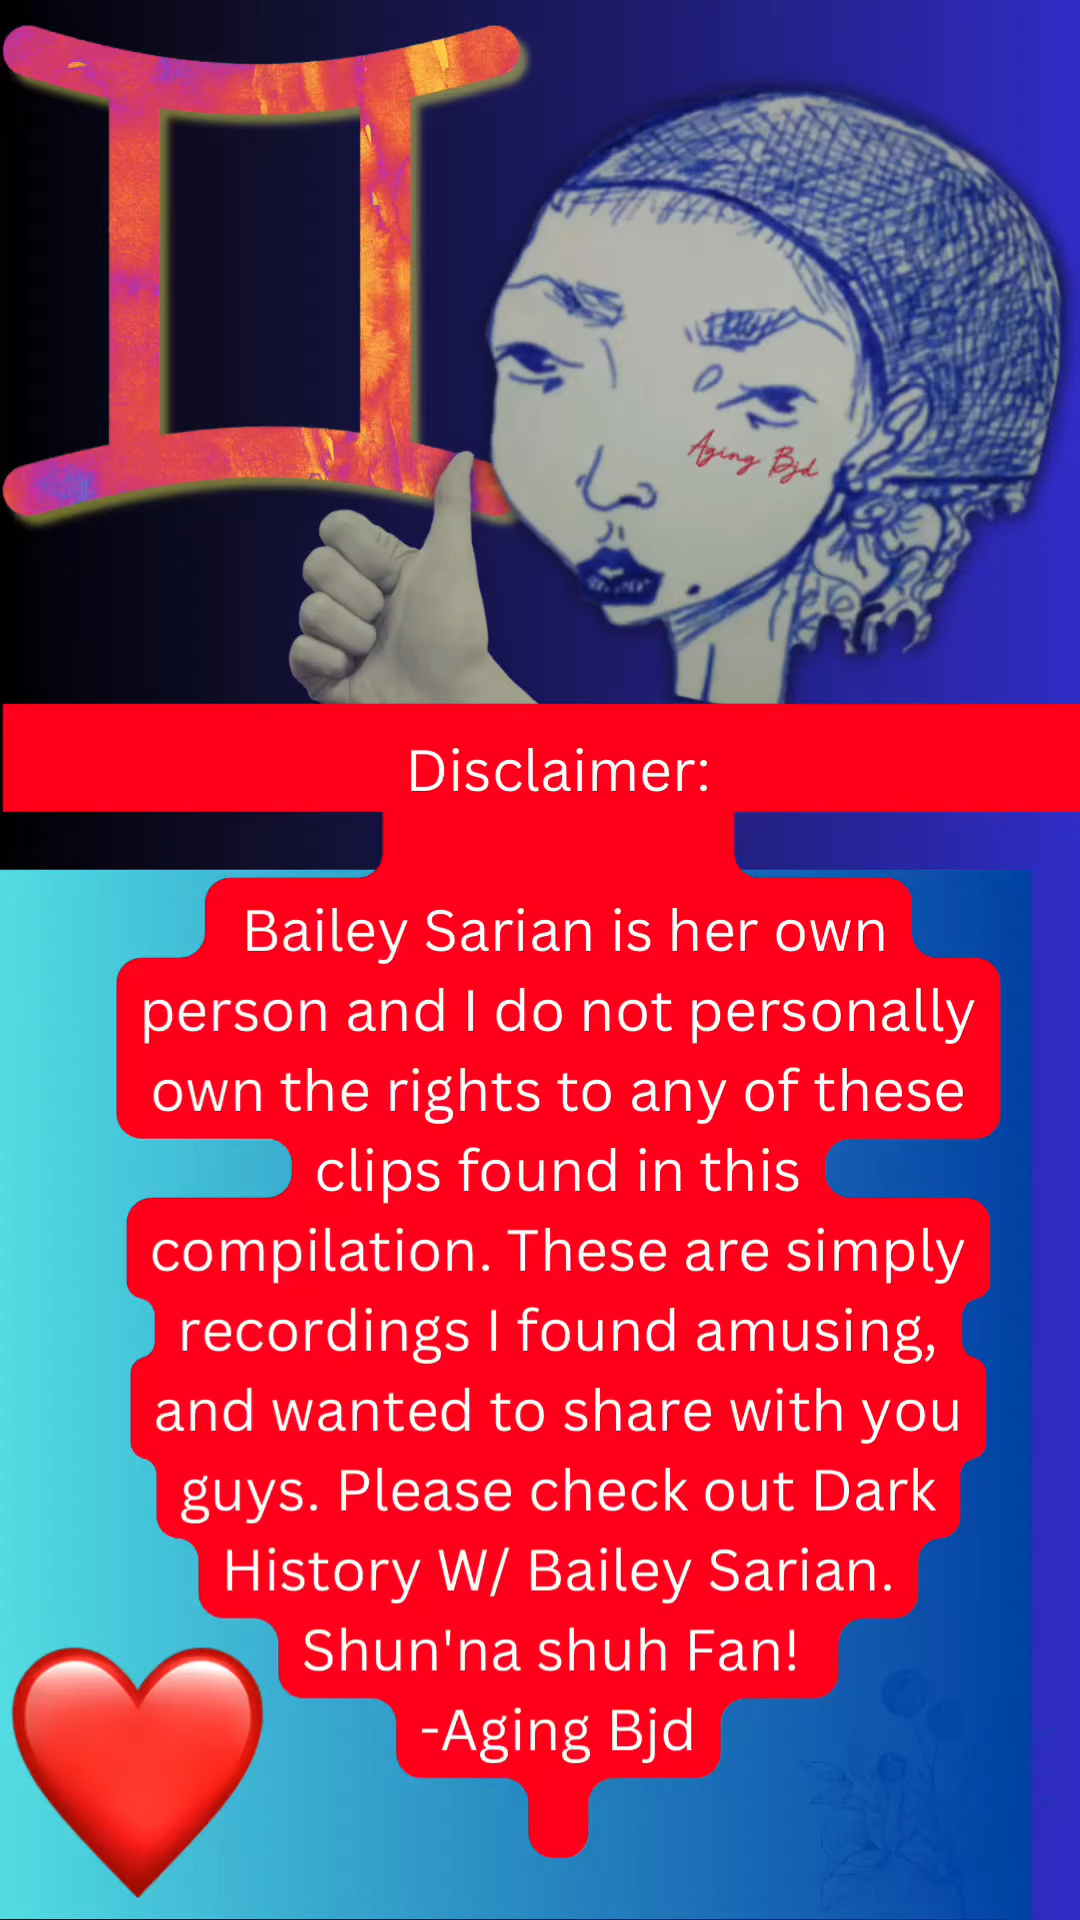 Aging Bjd
Disclaimer:
Bailey Sarian is her own
person and I do not personally
own the rights to any of these
clips found in this
compilation. These are simply
recordings I found amusing,
and wanted to share with you
guys. Please check out Dark
History W/ Bailey Sarian.
Shun'na shuh Fan!
-Aging Bjd